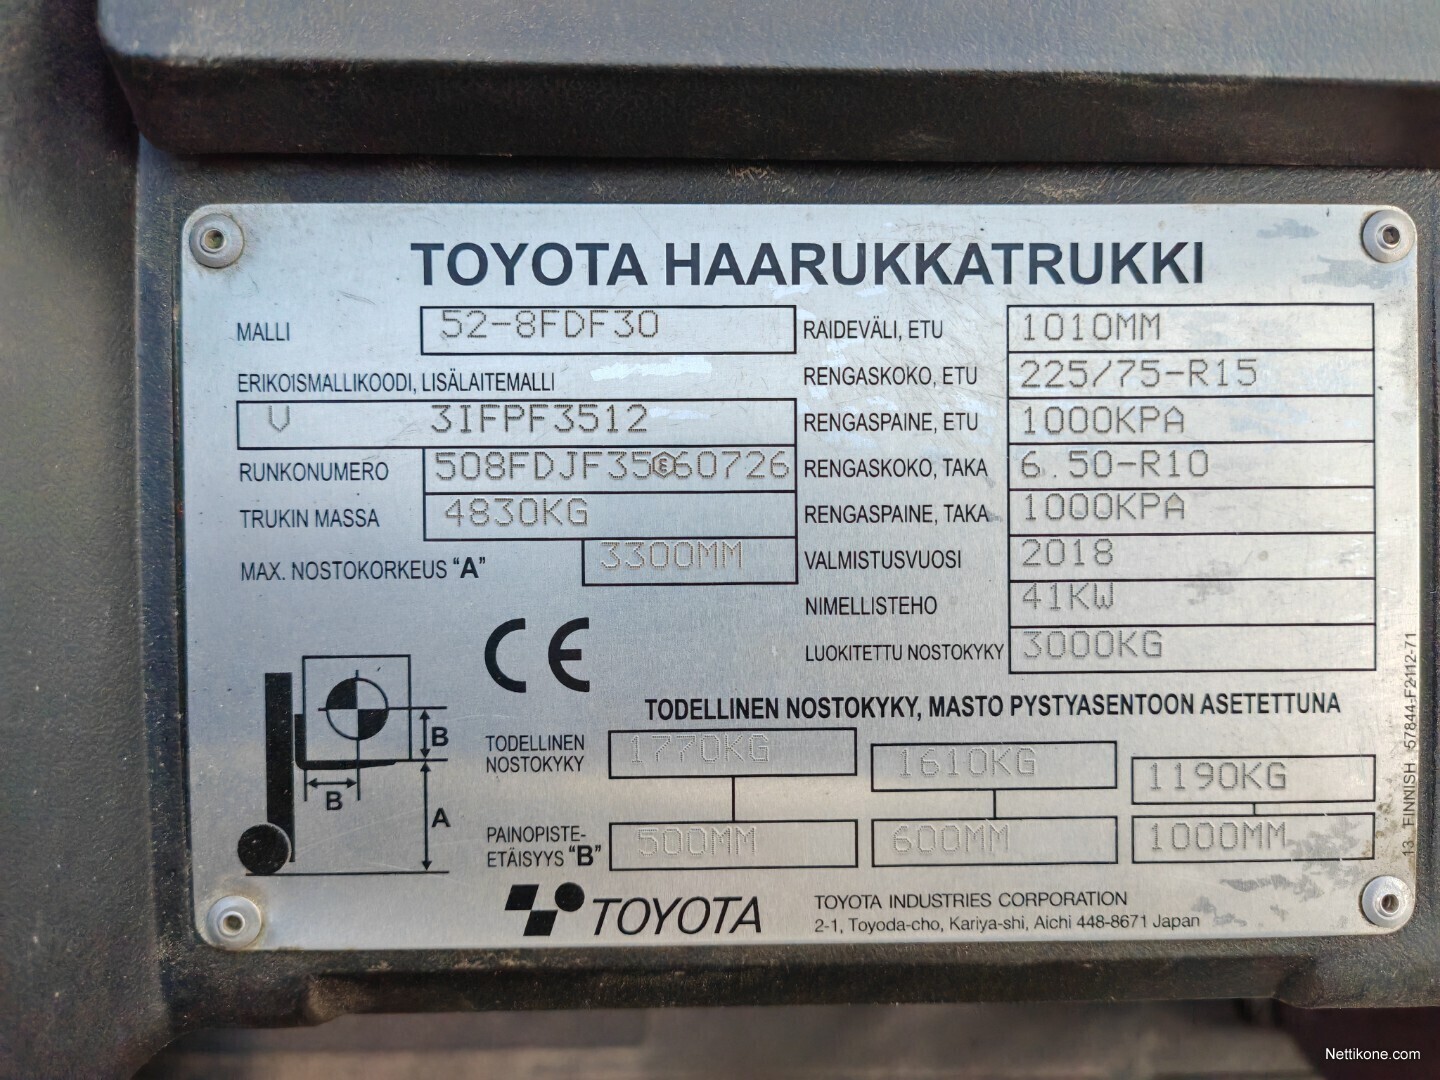 TOYOTA HAARUKKATRUKKI
MALLI 52-8FDF30
ERIKOISMALLIKOODI, LISÄLAITEMALLI
V 3IFPF3512
RUNKONUMERO 508FDJF35E60726
TRUKIN MASSA 4830KG
MAX. NOSTOKORKEUS "A" 3300MM
RAIDEVÄLI, ETU 1010MM
RENGASKOKO, ETU 225/75-R15
RENGASPAINE, ETU 1000KPA
RENGASKOKO, TAKA 6.50-R10
RENGASPAINE, TAKA 1000KPA
VALMISTUSVUOSI 2018
NIMELLISTEHO 41KW
LUOKITETTU NOSTOKYKY 3000KG
CE
B
B
A
TODELLINEN NOSTOKYKY, MASTO PYSTYASENTOON ASETETTUNA
TODELLINEN
NOSTOKYKY 1770KG 1610KG 1190KG
PAINOPISTE-
ETÄISYYS "B" 500MM 600MM 1000MM
TOYOTA
TOYOTA INDUSTRIES CORPORATION
2-1, Toyoda-cho, Kariya-shi, Aichi 448-8671 Japan
13 FINNISH 57844-F2112-71
Nettikone.com